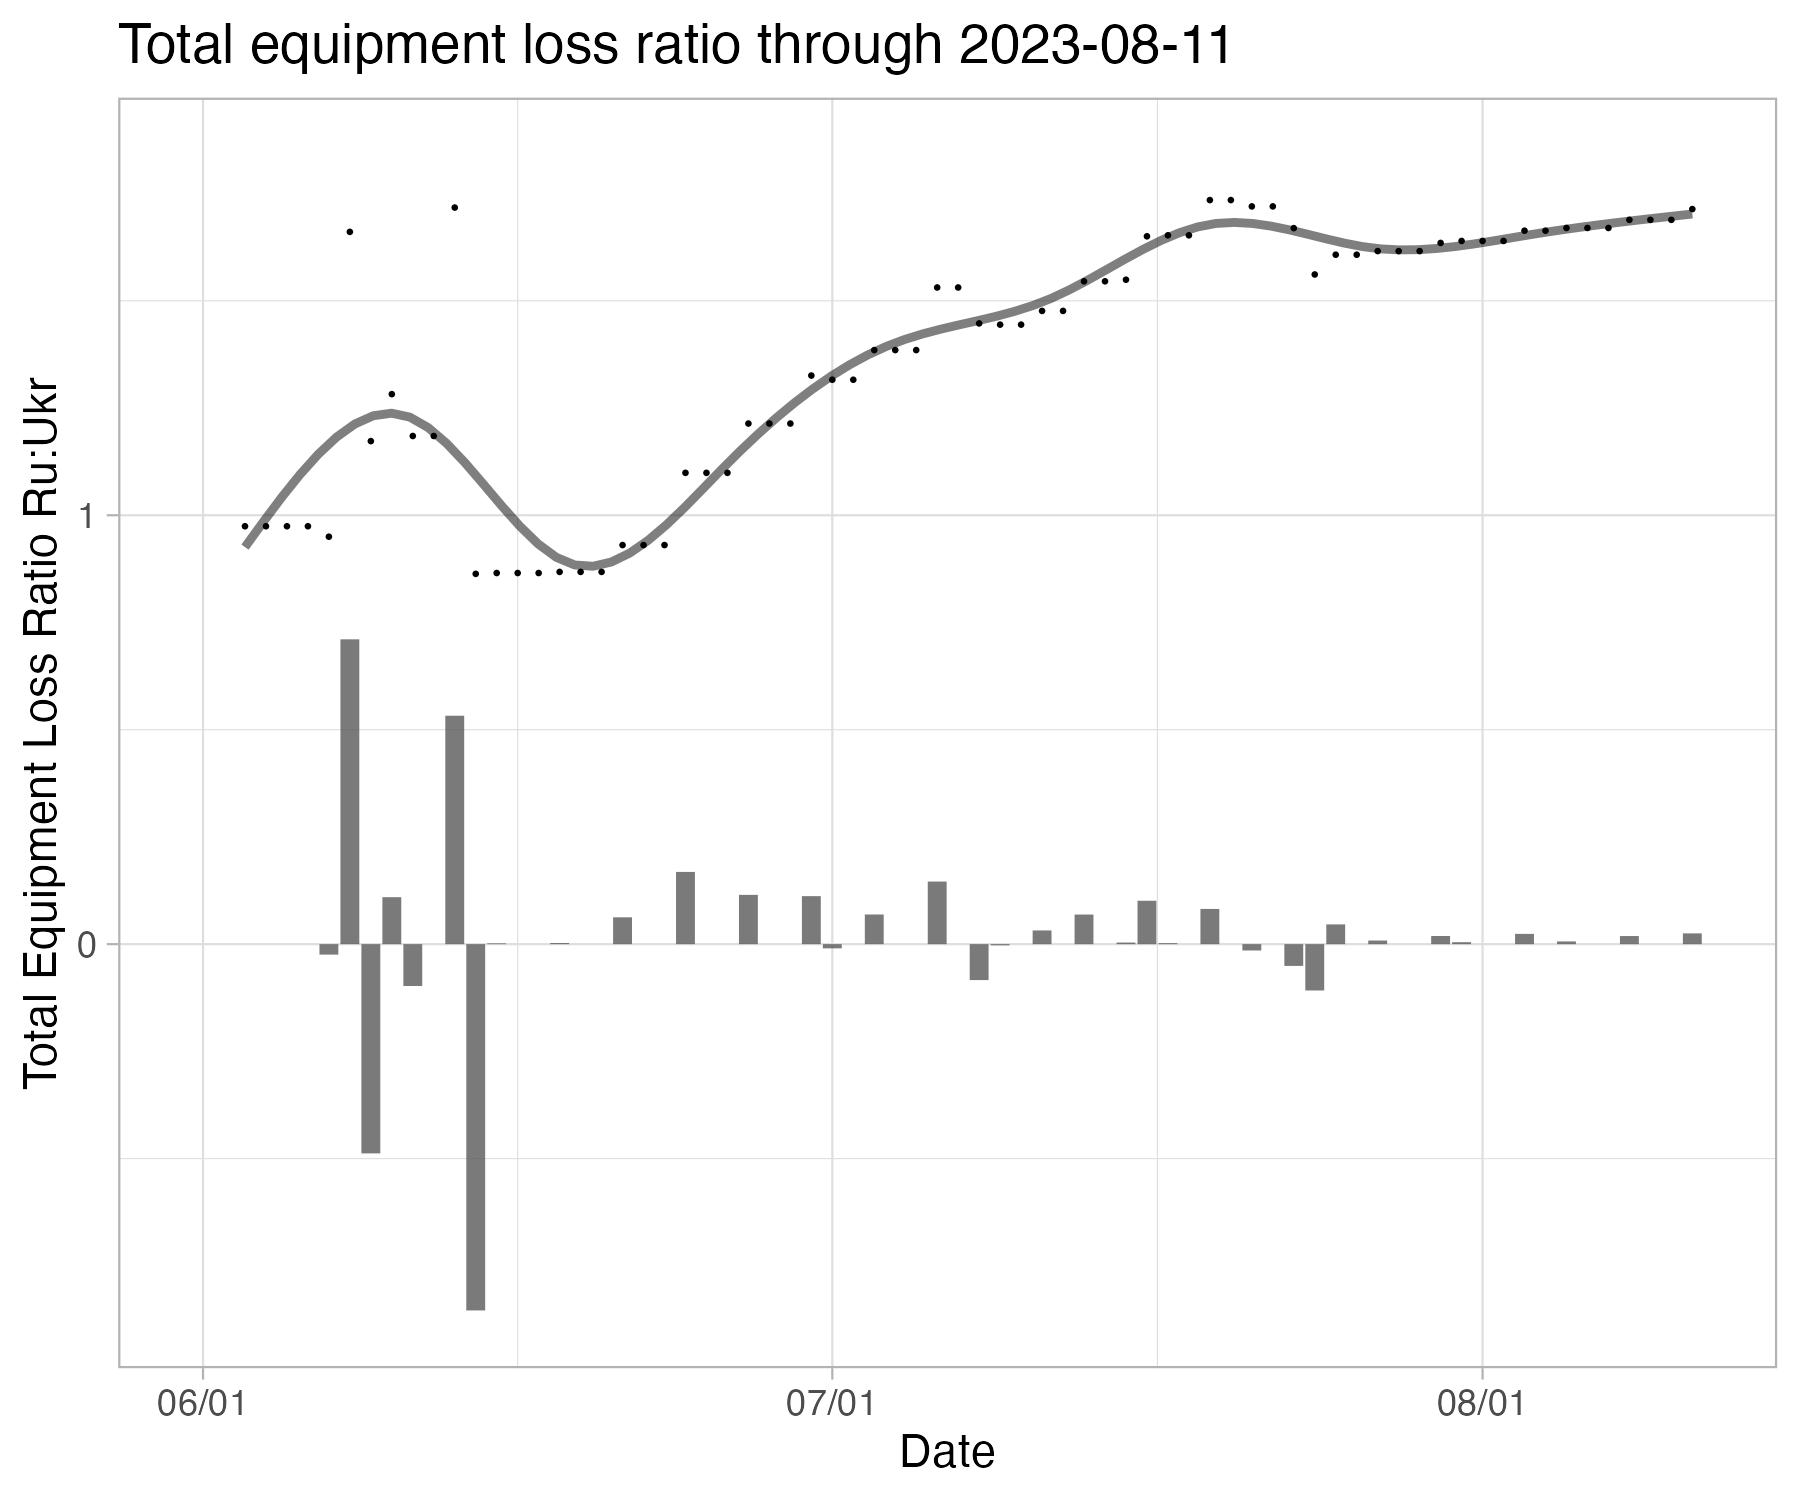 Total equipment loss ratio through 2023-08-11
Total Equipment Loss Ratio Ru:Ukr
1
0
06/01
07/01
08/01
Date